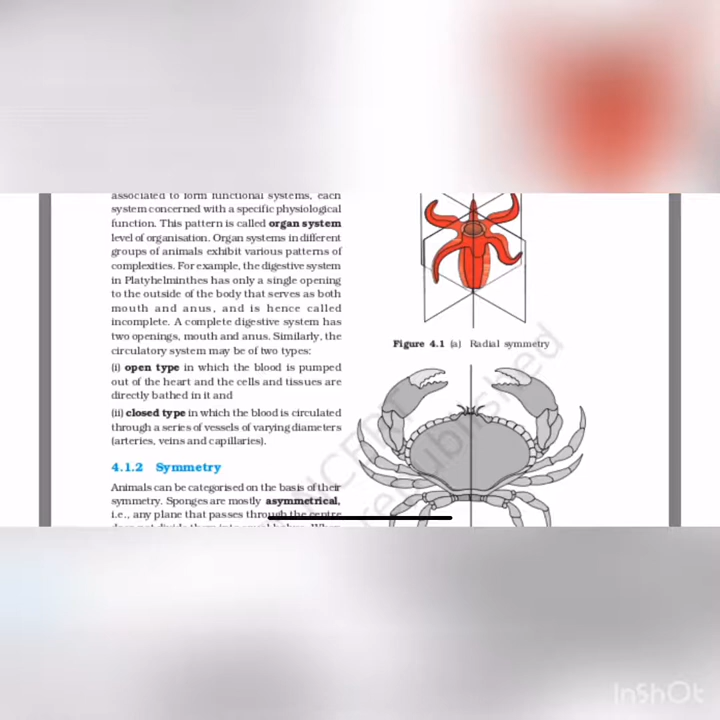 associated to form functional systems, each
system concerned with a specific physiological
function. This pattern is called organ system
level of organisation. Organ systems in different
groups of animals exhibit various patterns of
complexities. For example, the digestive system
in Platyhelminthes has only a single opening
to the outside of the body that serves as both
mouth and anus, and is hence called
incomplete. A complete digestive system has
two openings, mouth and anus. Similarly, the
circulatory system may be of two types:
(i) open type in which the blood is pumped
out of the heart and the cells and tissues are
directly bathed in it and
(ii) closed type in which the blood is circulated
through a series of vessels of varying diameters
(arteries, veins and capillaries).
4.1.2 Symmetry
Animals can be categorised on the basis of their
symmetry. Sponges are mostly asymmetrical,
i.e., any plane that passes through the centre
Figure 4.1 (a) Radial symmetry
InShOt